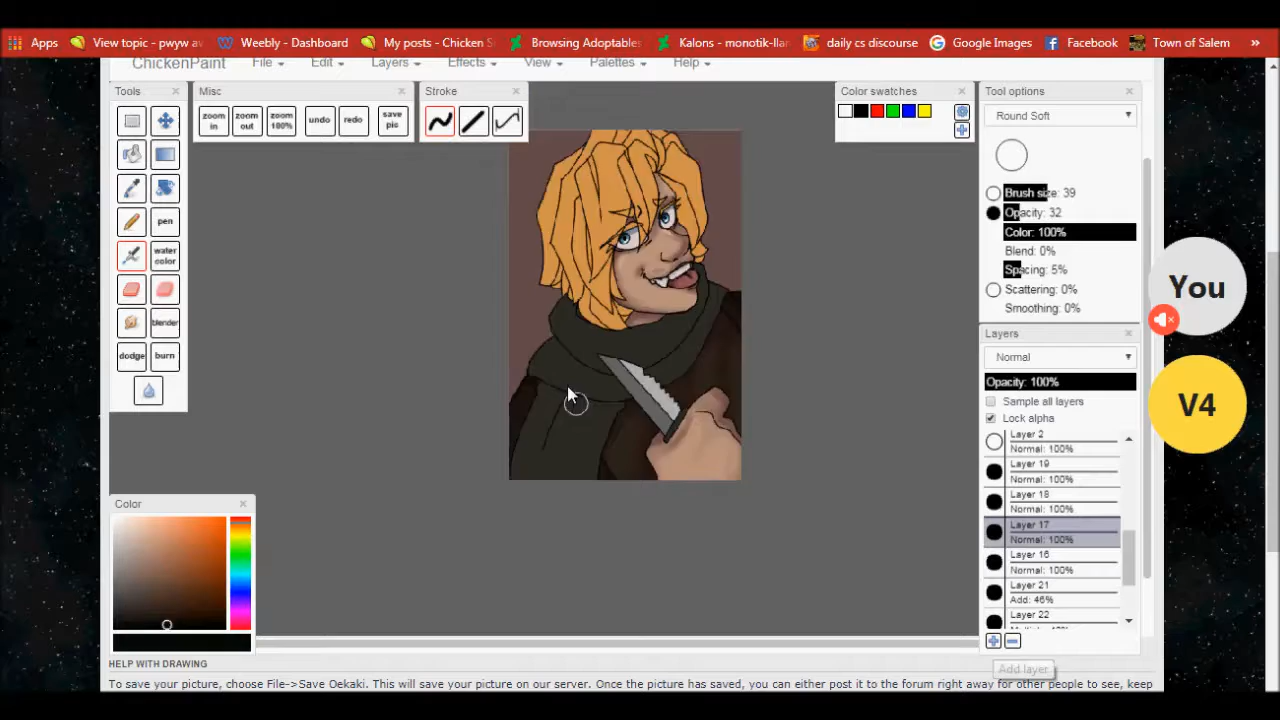 Apps View topic - pwyw av Weebly - Dashboard My posts - Chicken S Browsing Adoptables Kalons - monotik-llar daily cs discourse Google Images Facebook Town of Salem »
ChickenPaint File Edit Layers Effects View Palettes Help
Tools Misc Stroke Color swatches Tool options
zoom in zoom out zoom 100% undo redo save pic
Round Soft
Brush size: 39
Opacity: 32
pen
Color: 100%
water color
Blend: 0%
Spacing: 5%
Scattering: 0%
Smoothing: 0%
blender
dodge burn
Layers
Normal
Opacity: 100%
Sample all layers
Lock alpha
Layer 2
Normal: 100%
Layer 19
Normal: 100%
Layer 18
Normal: 100%
Layer 17
Normal: 100%
Layer 16
Normal: 100%
Layer 21
Add: 46%
Layer 22
Color
Add layer
You
V4
HELP WITH DRAWING
To save your picture, choose File->Save Oekaki. This will save your picture on our server. Once the picture has saved, you can either post it to the forum right away for other people to see, keep